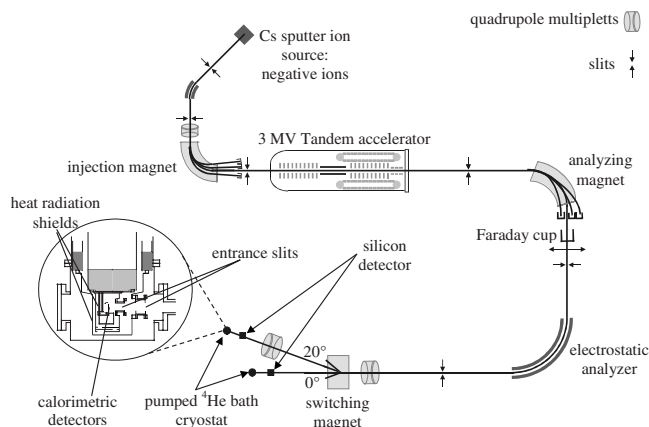 quadrupole multipletts
Cs sputter ion
source:
negative ions
slits
3 MV Tandem accelerator
injection magnet
analyzing
magnet
heat radiation
shields
Faraday cup
entrance slits
silicon
detector
20°
0°
electrostatic
analyzer
calorimetric
detectors
pumped ⁴He bath
cryostat
switching
magnet